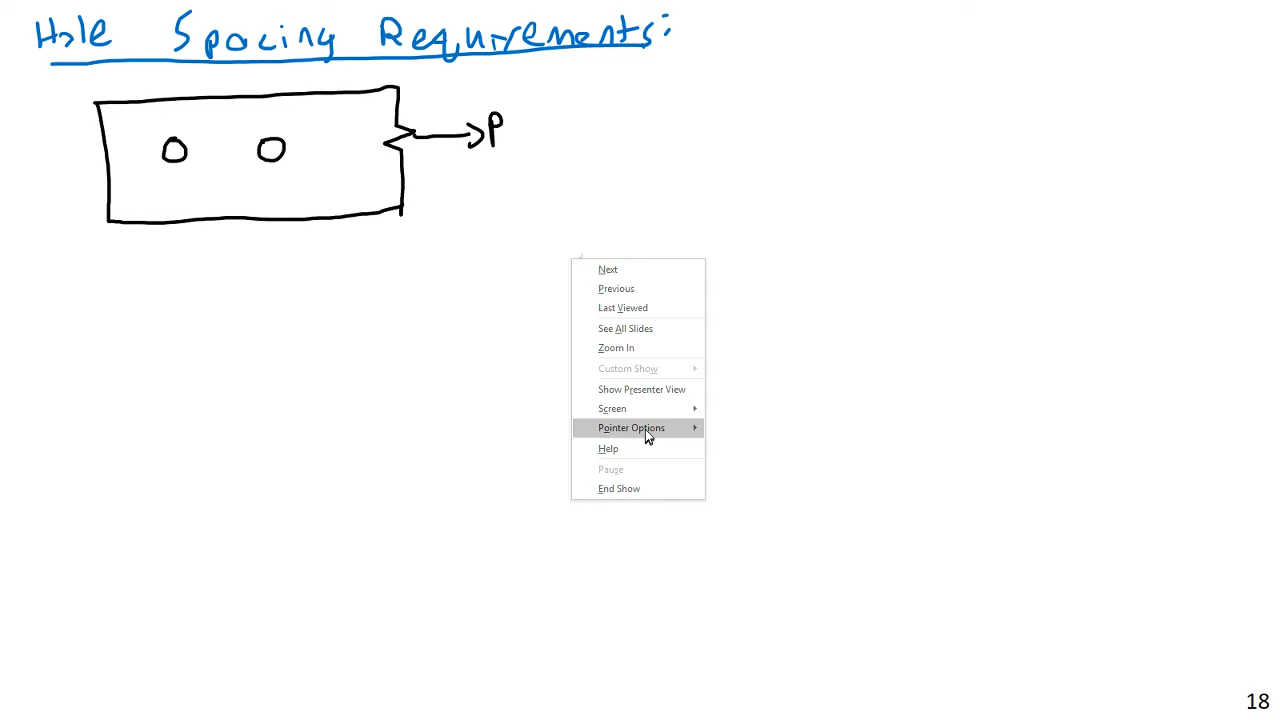 Hole Spacing Requirements:
P
Next
Previous
Last Viewed
See All Slides
Zoom In
Custom Show
Show Presenter View
Screen
Pointer Options
Help
Pause
End Show
18